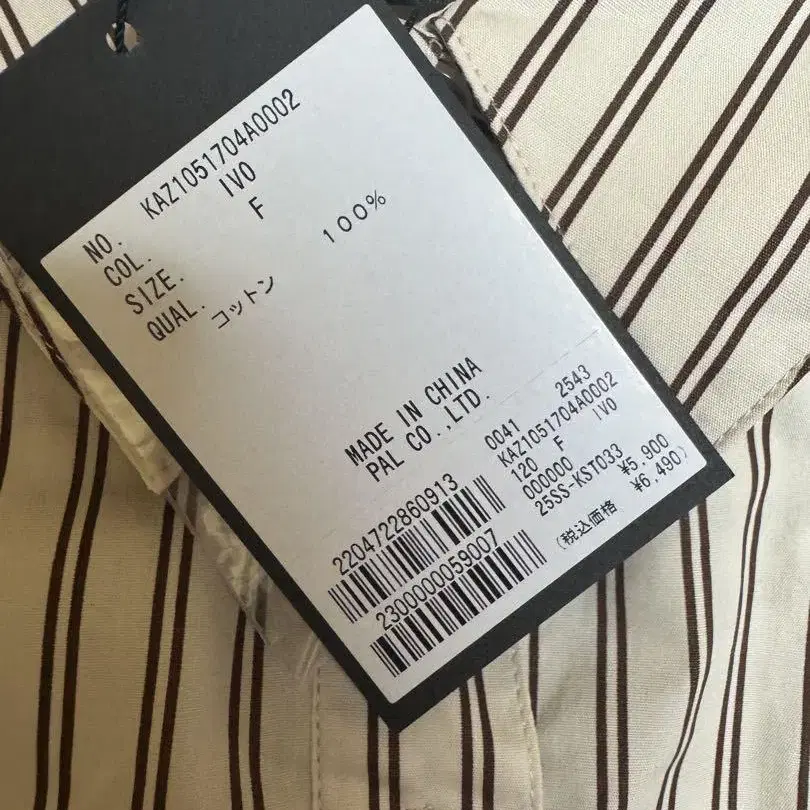 NO. KAZ1051704A0002
COL. IVO
SIZE. F
QUAL. コットン 100%
MADE IN CHINA
PAL CO.,LTD.
0041 2543
KAZ1051704A0002
120 F IVO
000000
25SS-KST033
¥5,900
(税込価格 ¥6,490)
2204722860913
2300000059007